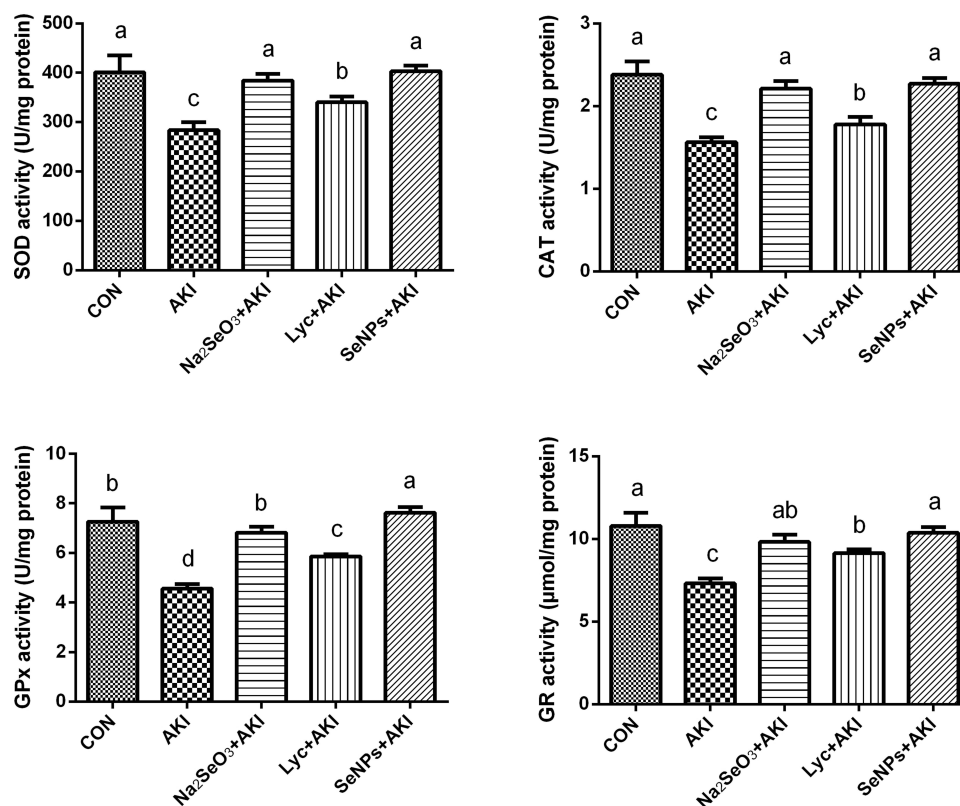 SOD activity (U/mg protein)
500
400
300
200
100
0
a
c
a
b
a
CON
AKI
Na₂SeO₃+AKI
Lyc+AKI
SeNPs+AKI
CAT activity (U/mg protein)
3
2
1
0
a
c
a
b
a
CON
AKI
Na₂SeO₃+AKI
Lyc+AKI
SeNPs+AKI
GPx activity (U/mg protein)
10
8
6
4
2
0
b
d
b
c
a
CON
AKI
Na₂SeO₃+AKI
Lyc+AKI
SeNPs+AKI
GR activity (μmol/mg protein)
15
10
5
0
a
c
ab
b
a
CON
AKI
Na₂SeO₃+AKI
Lyc+AKI
SeNPs+AKI